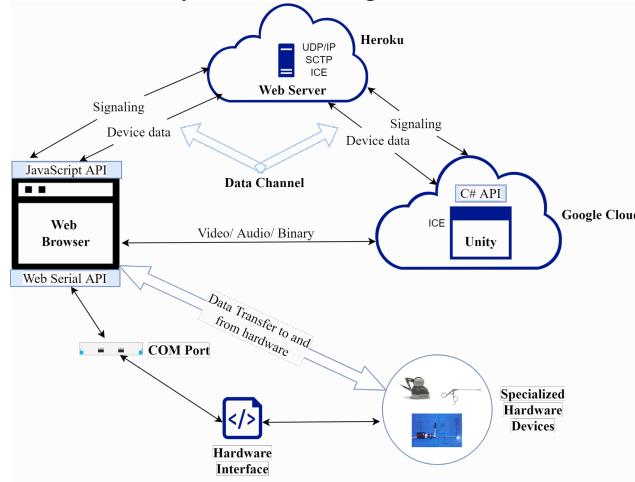 Heroku
UDP/IP
SCTP
ICE
Web Server
Signaling
Device data
Signaling
Device data
Data Channel
JavaScript API
Web
Browser
Web Serial API
C# API
ICE
Unity
Google Cloud
Video/ Audio/ Binary
Data Transfer to and
from hardware
COM Port
</>
Hardware
Interface
Specialized
Hardware
Devices